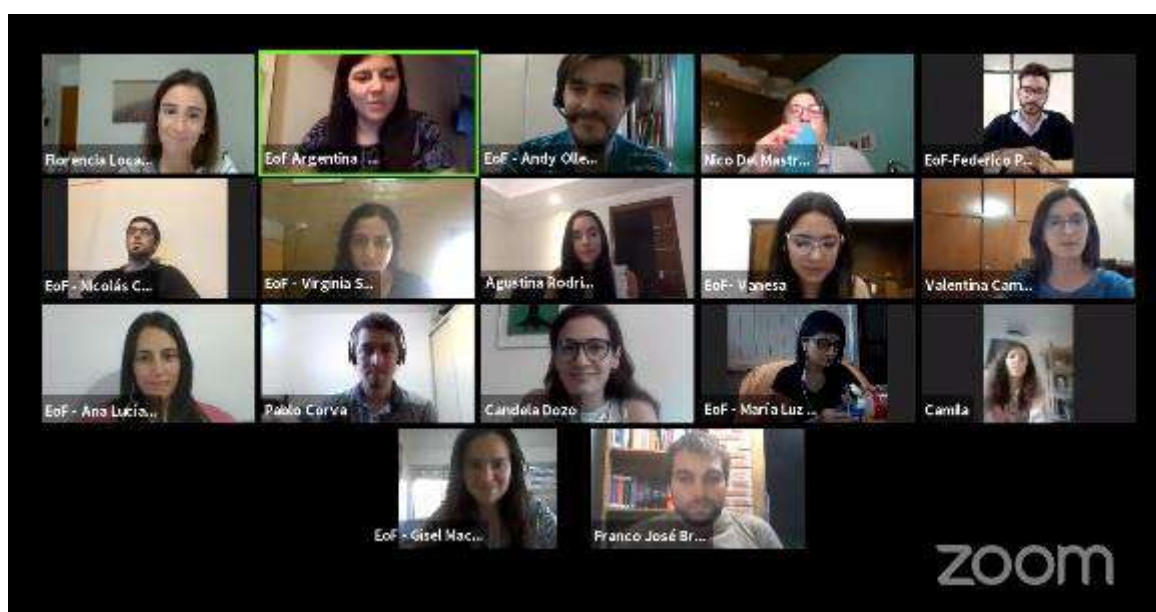 Florencia Loca...
EoF Argentina ...
EoF - Andy Olle...
Nico Del Mastr...
EoF-Federico P...
EoF - Nicolás C...
EoF - Virginia S...
Agustina Rodri...
EoF- Vanesa
Valentina Cam...
EoF - Ana Lucia...
Pablo Corva
Candela Dozo
EoF - María Luz ...
Camila
EoF - Gisel Mac...
Franco José Br...
zoom